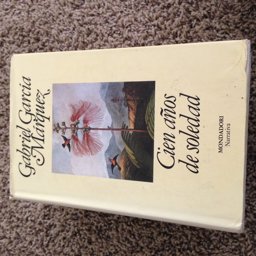 Gabriel García
Márquez
Cien años
de soledad
MONDADORI
Narrativa